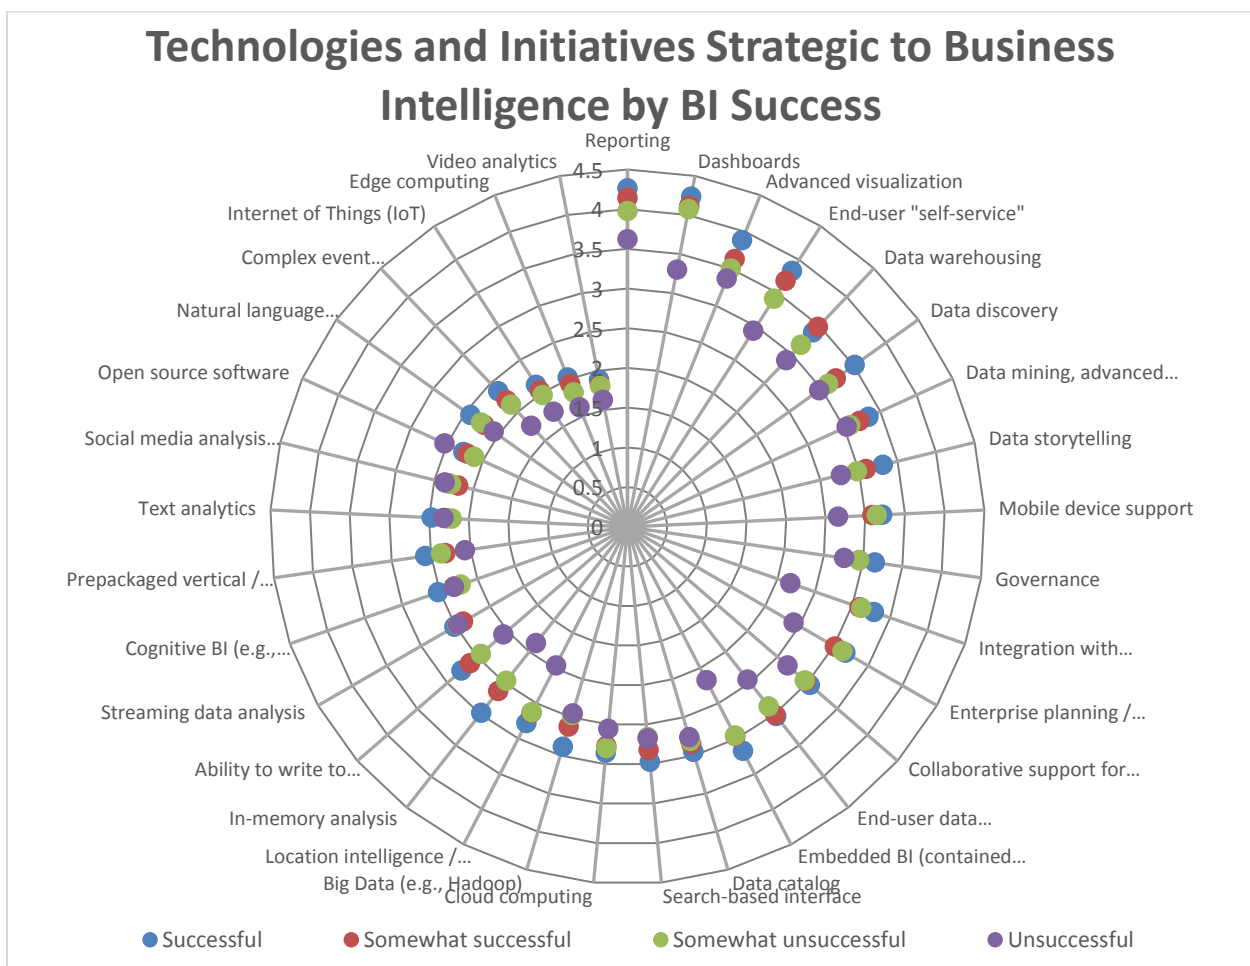 Technologies and Initiatives Strategic to Business
Intelligence by BI Success
Reporting
Dashboards
Advanced visualization
End-user "self-service"
Data warehousing
Data discovery
Data mining, advanced...
Data storytelling
Mobile device support
Governance
Integration with...
Enterprise planning /...
Collaborative support for...
End-user data...
Embedded BI (contained...
Data catalog
Search-based interface
Cloud computing
Big Data (e.g., Hadoop)
Location intelligence /...
In-memory analysis
Ability to write to...
Streaming data analysis
Cognitive BI (e.g.,...
Prepackaged vertical /...
Text analytics
Social media analysis...
Open source software
Natural language...
Complex event...
Internet of Things (IoT)
Edge computing
Video analytics
4.5
4
3.5
3
2.5
2
1.5
1
0.5
0
Successful
Somewhat successful
Somewhat unsuccessful
Unsuccessful